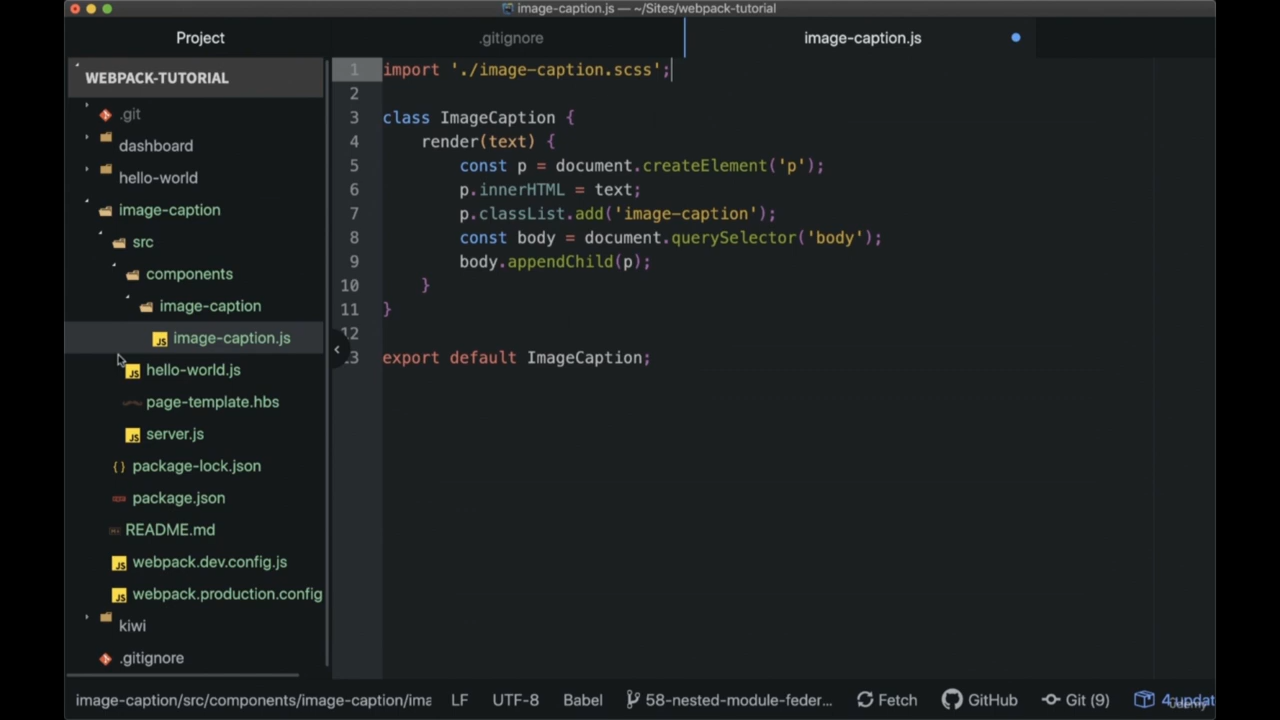 image-caption.js — ~/Sites/webpack-tutorial
Project
.gitignore
image-caption.js
WEBPACK-TUTORIAL
.git
dashboard
hello-world
image-caption
src
components
image-caption
image-caption.js
hello-world.js
page-template.hbs
server.js
package-lock.json
package.json
README.md
webpack.dev.config.js
webpack.production.config
kiwi
.gitignore
1 import './image-caption.scss';
2
3 class ImageCaption {
4 render(text) {
5 const p = document.createElement('p');
6 p.innerHTML = text;
7 p.classList.add('image-caption');
8 const body = document.querySelector('body');
9 body.appendChild(p);
10 }
11 }
12
13 export default ImageCaption;
image-caption/src/components/image-caption/ima LF UTF-8 Babel 58-nested-module-feder... Fetch GitHub Git (9) 4 updat